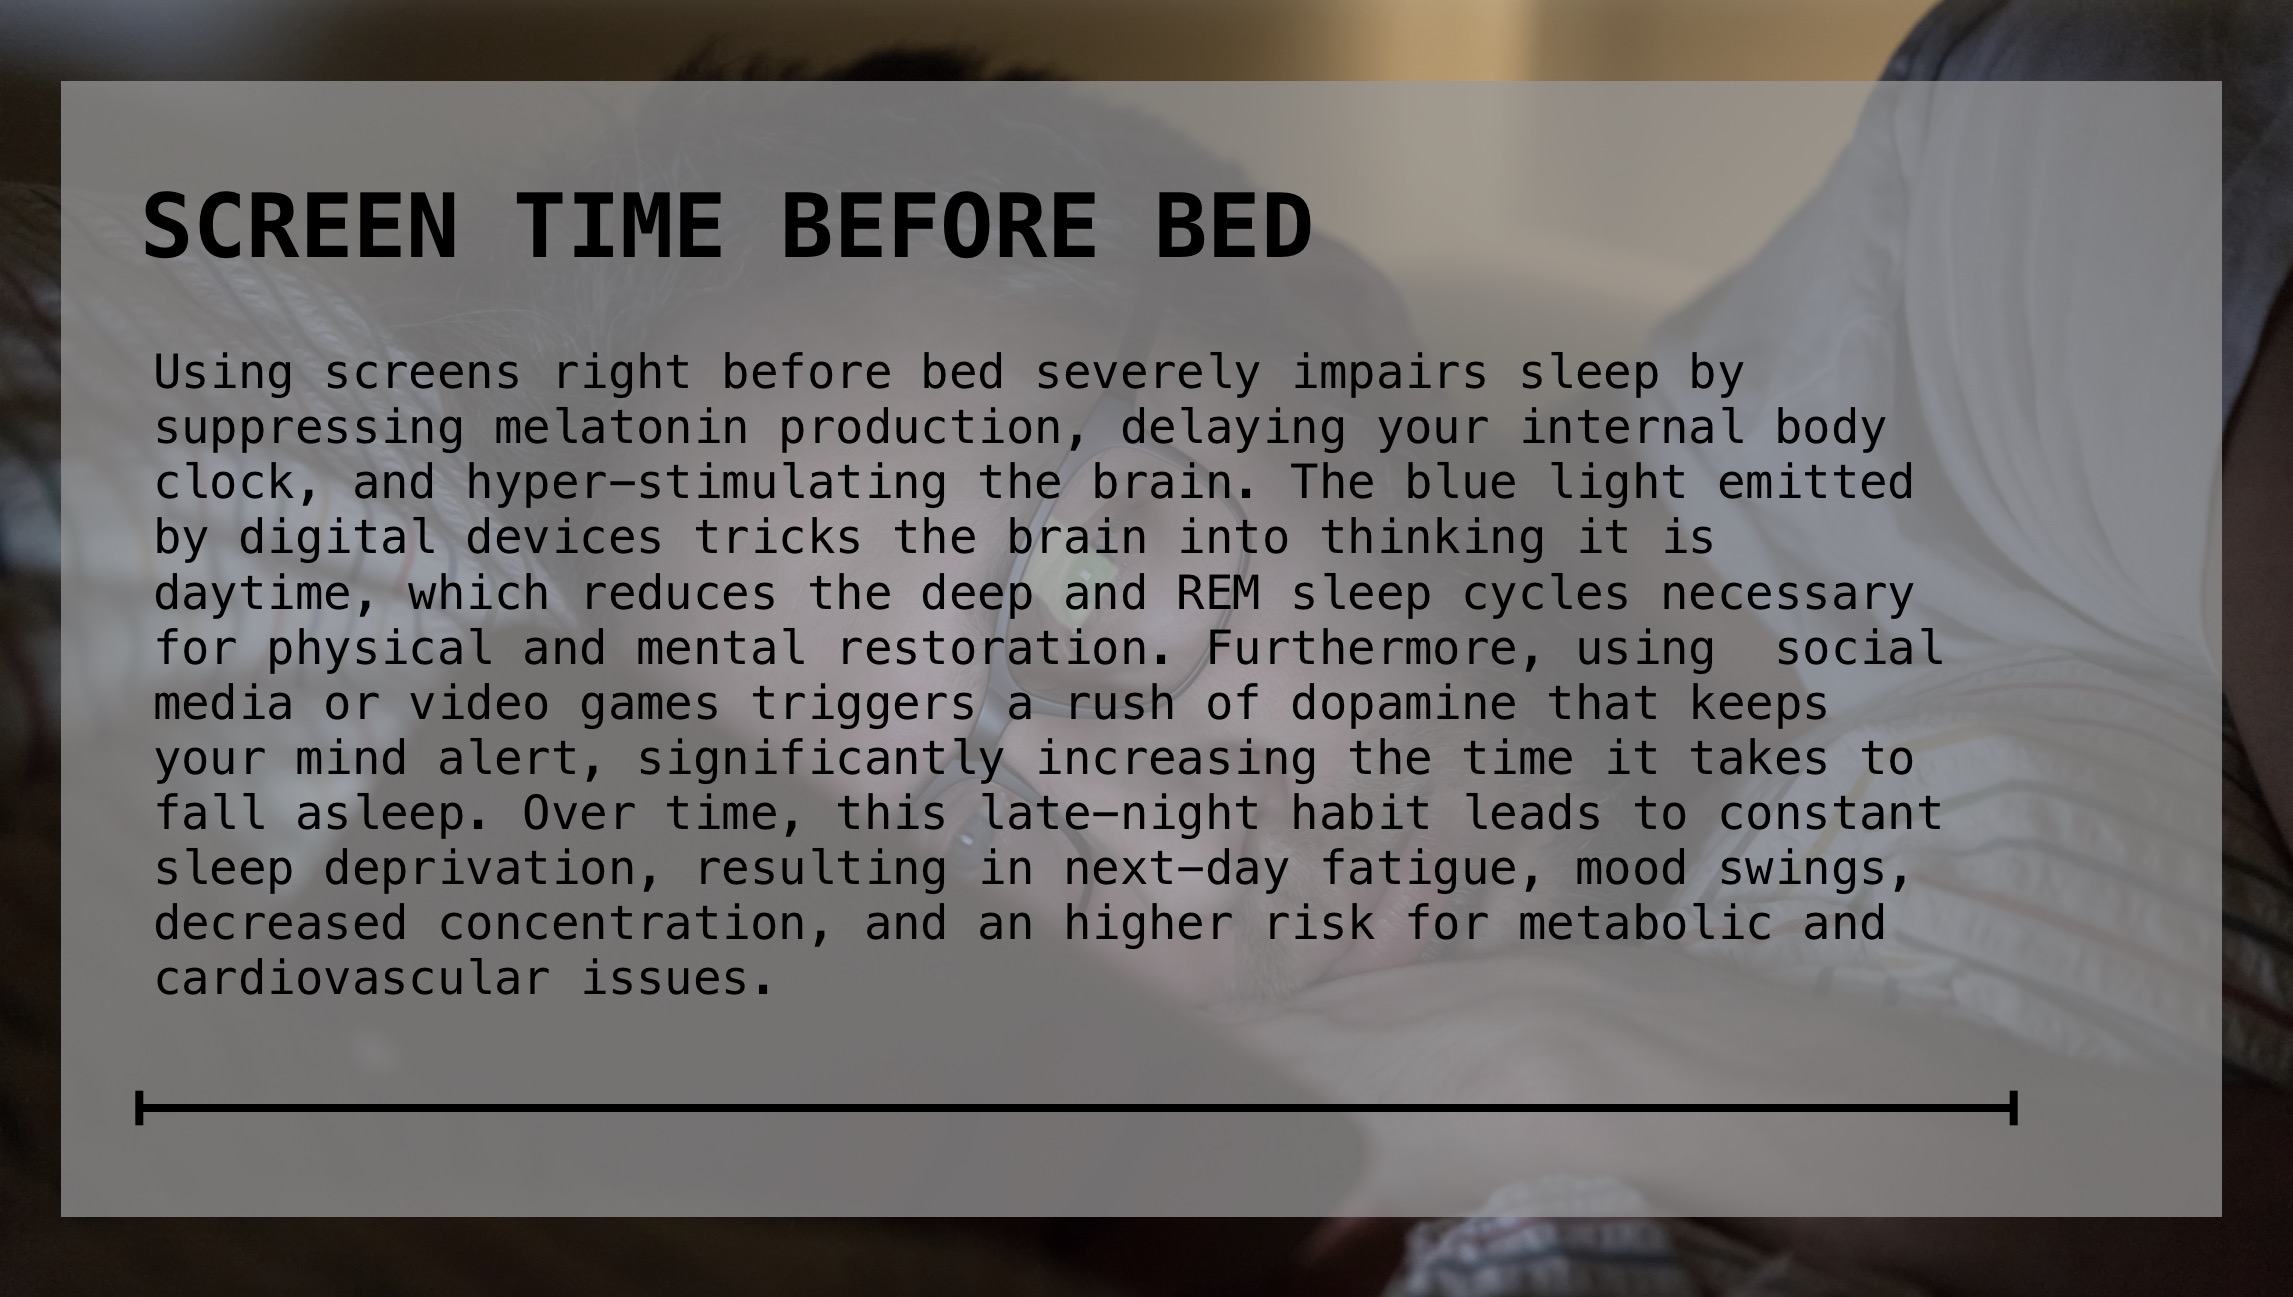 SCREEN TIME BEFORE BED
Using screens right before bed severely impairs sleep by
suppressing melatonin production, delaying your internal body
clock, and hyper-stimulating the brain. The blue light emitted
by digital devices tricks the brain into thinking it is
daytime, which reduces the deep and REM sleep cycles necessary
for physical and mental restoration. Furthermore, using  social
media or video games triggers a rush of dopamine that keeps
your mind alert, significantly increasing the time it takes to
fall asleep. Over time, this late-night habit leads to constant
sleep deprivation, resulting in next-day fatigue, mood swings,
decreased concentration, and an higher risk for metabolic and
cardiovascular issues.